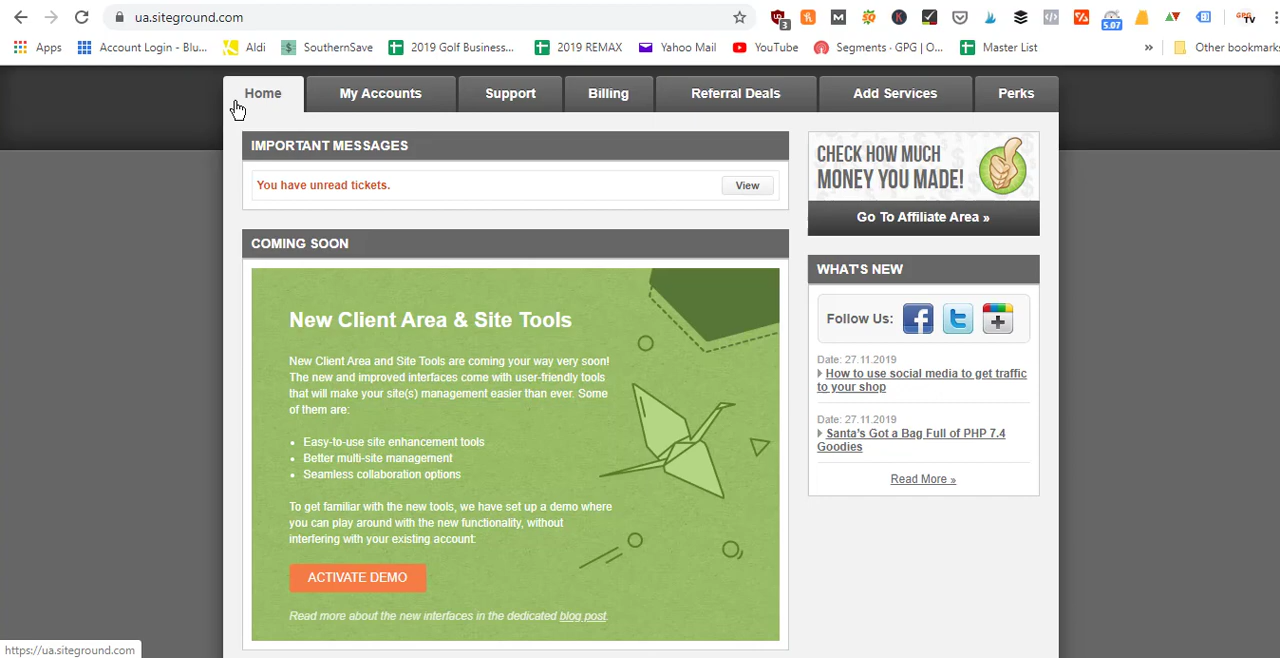 ua.siteground.com
3
5.07
GPG
TV
Apps
Account Login - Blu...
Aldi
SouthernSave
2019 Golf Business...
2019 REMAX
Yahoo Mail
YouTube
Segments · GPG | O...
Master List
»
Other bookmarks
Home
My Accounts
Support
Billing
Referral Deals
Add Services
Perks
IMPORTANT MESSAGES
You have unread tickets.
View
CHECK HOW MUCH
MONEY YOU MADE!
Go To Affiliate Area »
COMING SOON
New Client Area & Site Tools
New Client Area and Site Tools are coming your way very soon!
The new and improved interfaces come with user-friendly tools
that will make your site(s) management easier than ever. Some
of them are:
• Easy-to-use site enhancement tools
• Better multi-site management
• Seamless collaboration options
To get familiar with the new tools, we have set up a demo where
you can play around with the new functionality, without
interfering with your existing account:
ACTIVATE DEMO
Read more about the new interfaces in the dedicated blog post.
WHAT'S NEW
Follow Us:
Date: 27.11.2019
How to use social media to get traffic
to your shop
Date: 27.11.2019
Santa's Got a Bag Full of PHP 7.4
Goodies
Read More »
https://ua.siteground.com